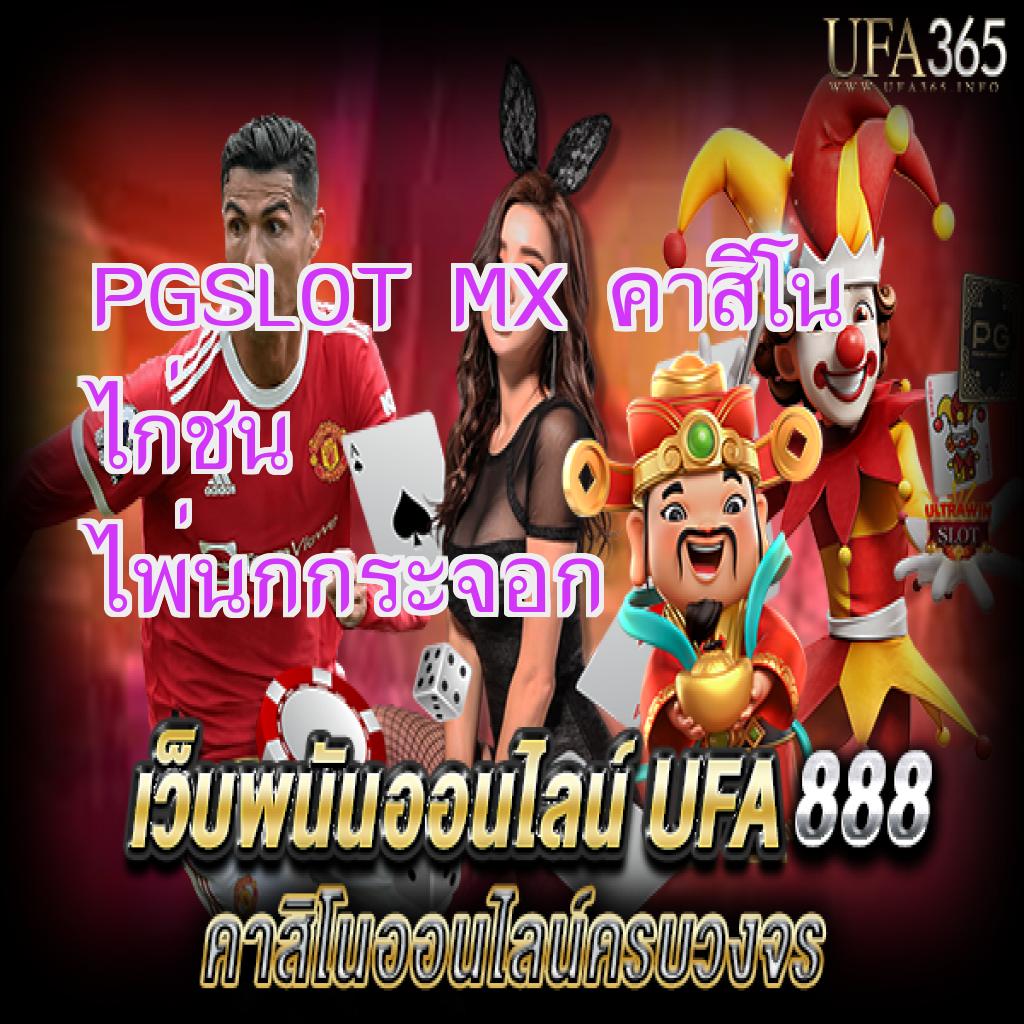 UFA365
WWW.UFA365.INFO
PGSLOT MX คาสิโน
ไก่ชน
ไพ่นกกระจอก
PG
ULTRAWIN
SLOT
A
เว็บพนันออนไลน์ UFA 888
คาสิโนออนไลน์ครบวงจร